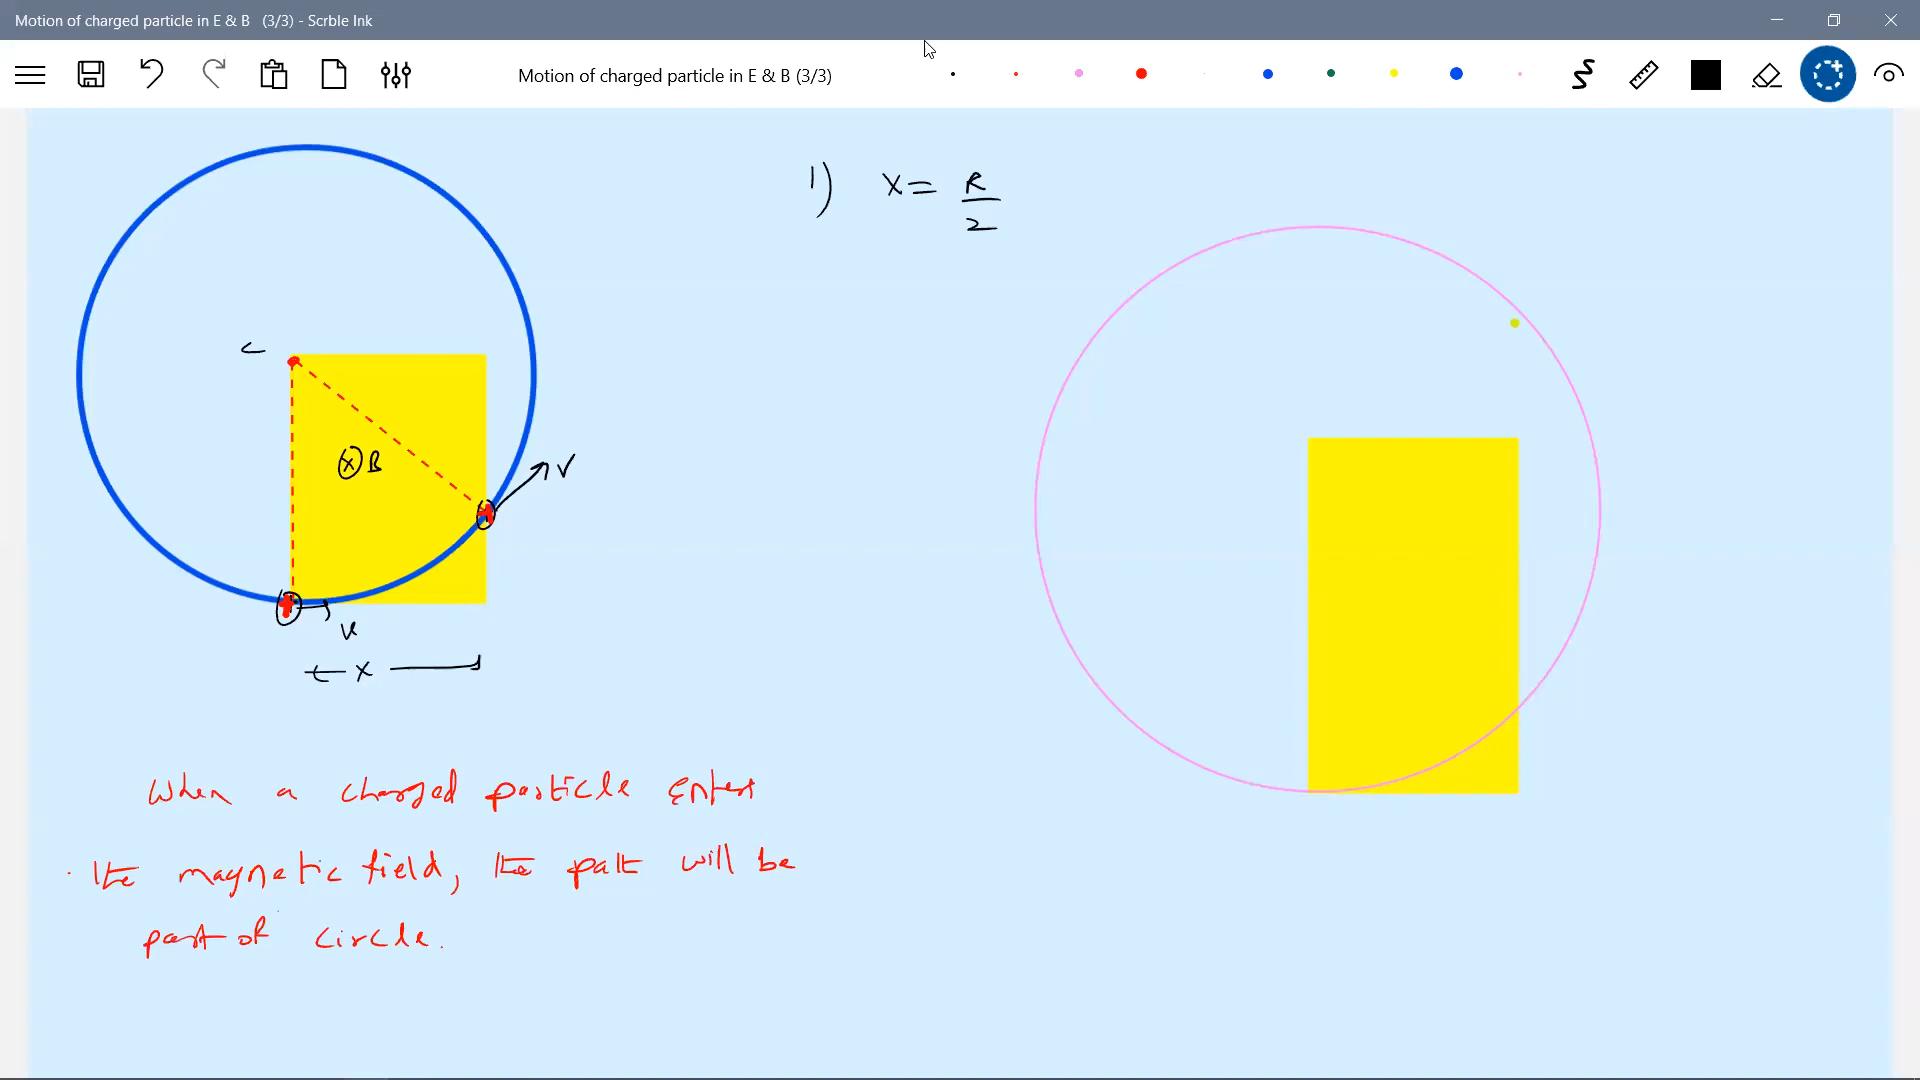 Motion of charged particle in E & B (3/3) - Scrble Ink
Motion of charged particle in E & B (3/3)
1) x = R
2
C
B
V
v
x
When a charged particle enters
the magnetic field, the path will be
part of circle.